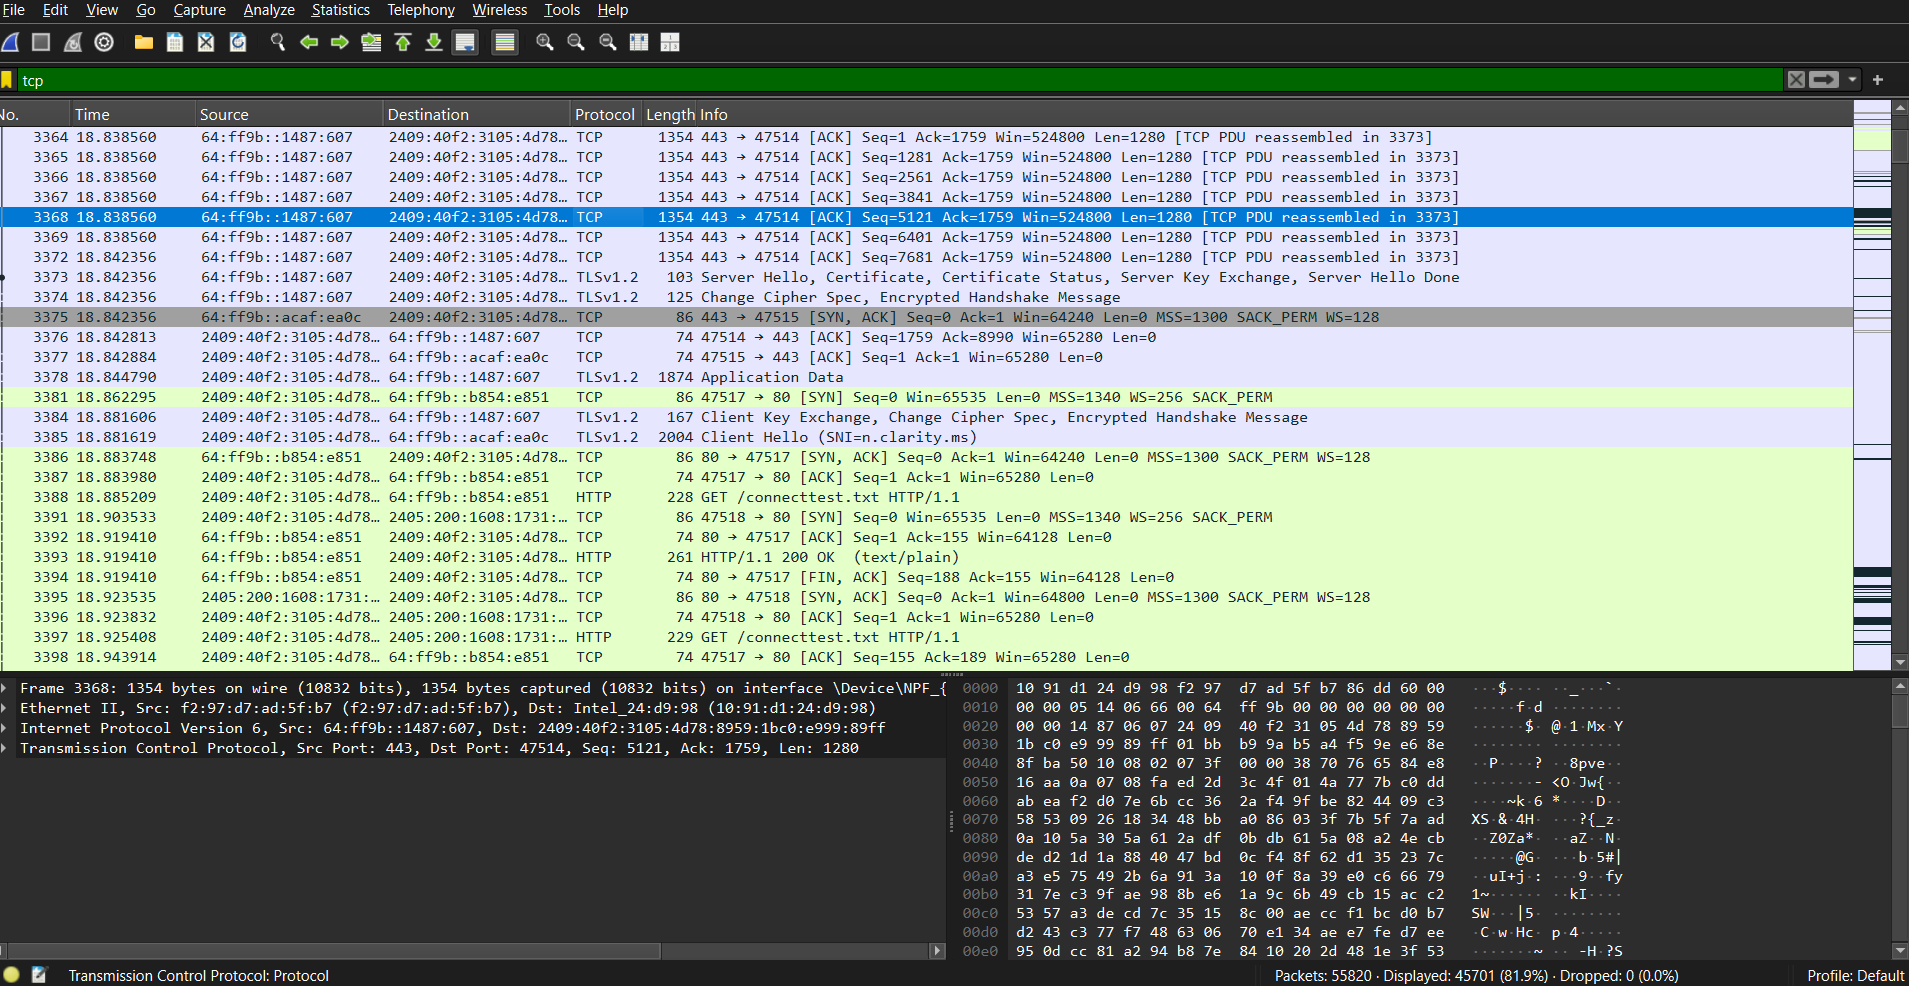 File Edit View Go Capture Analyze Statistics Telephony Wireless Tools Help
tcp
No. Time Source Destination Protocol Length Info
3364 18.838560 64:ff9b::1487:607 2409:40f2:3105:4d78… TCP 1354 443 → 47514 [ACK] Seq=1 Ack=1759 Win=524800 Len=1280 [TCP PDU reassembled in 3373]
3365 18.838560 64:ff9b::1487:607 2409:40f2:3105:4d78… TCP 1354 443 → 47514 [ACK] Seq=1281 Ack=1759 Win=524800 Len=1280 [TCP PDU reassembled in 3373]
3366 18.838560 64:ff9b::1487:607 2409:40f2:3105:4d78… TCP 1354 443 → 47514 [ACK] Seq=2561 Ack=1759 Win=524800 Len=1280 [TCP PDU reassembled in 3373]
3367 18.838560 64:ff9b::1487:607 2409:40f2:3105:4d78… TCP 1354 443 → 47514 [ACK] Seq=3841 Ack=1759 Win=524800 Len=1280 [TCP PDU reassembled in 3373]
3368 18.838560 64:ff9b::1487:607 2409:40f2:3105:4d78… TCP 1354 443 → 47514 [ACK] Seq=5121 Ack=1759 Win=524800 Len=1280 [TCP PDU reassembled in 3373]
3369 18.838560 64:ff9b::1487:607 2409:40f2:3105:4d78… TCP 1354 443 → 47514 [ACK] Seq=6401 Ack=1759 Win=524800 Len=1280 [TCP PDU reassembled in 3373]
3372 18.842356 64:ff9b::1487:607 2409:40f2:3105:4d78… TCP 1354 443 → 47514 [ACK] Seq=7681 Ack=1759 Win=524800 Len=1280 [TCP PDU reassembled in 3373]
3373 18.842356 64:ff9b::1487:607 2409:40f2:3105:4d78… TLSv1.2 103 Server Hello, Certificate, Certificate Status, Server Key Exchange, Server Hello Done
3374 18.842356 64:ff9b::1487:607 2409:40f2:3105:4d78… TLSv1.2 125 Change Cipher Spec, Encrypted Handshake Message
3375 18.842356 64:ff9b::acaf:ea0c 2409:40f2:3105:4d78… TCP 86 443 → 47515 [SYN, ACK] Seq=0 Ack=1 Win=64240 Len=0 MSS=1300 SACK_PERM WS=128
3376 18.842813 2409:40f2:3105:4d78… 64:ff9b::1487:607 TCP 74 47514 → 443 [ACK] Seq=1759 Ack=8990 Win=65280 Len=0
3377 18.842884 2409:40f2:3105:4d78… 64:ff9b::acaf:ea0c TCP 74 47515 → 443 [ACK] Seq=1 Ack=1 Win=65280 Len=0
3378 18.844790 2409:40f2:3105:4d78… 64:ff9b::1487:607 TLSv1.2 1874 Application Data
3381 18.862295 2409:40f2:3105:4d78… 64:ff9b::b854:e851 TCP 86 47517 → 80 [SYN] Seq=0 Win=65535 Len=0 MSS=1340 WS=256 SACK_PERM
3384 18.881606 2409:40f2:3105:4d78… 64:ff9b::1487:607 TLSv1.2 167 Client Key Exchange, Change Cipher Spec, Encrypted Handshake Message
3385 18.881619 2409:40f2:3105:4d78… 64:ff9b::acaf:ea0c TLSv1.2 2004 Client Hello (SNI=n.clarity.ms)
3386 18.883748 64:ff9b::b854:e851 2409:40f2:3105:4d78… TCP 86 80 → 47517 [SYN, ACK] Seq=0 Ack=1 Win=64240 Len=0 MSS=1300 SACK_PERM WS=128
3387 18.883980 2409:40f2:3105:4d78… 64:ff9b::b854:e851 TCP 74 47517 → 80 [ACK] Seq=1 Ack=1 Win=65280 Len=0
3388 18.885209 2409:40f2:3105:4d78… 64:ff9b::b854:e851 HTTP 228 GET /connecttest.txt HTTP/1.1
3391 18.903533 2409:40f2:3105:4d78… 2405:200:1608:1731:… TCP 86 47518 → 80 [SYN] Seq=0 Win=65535 Len=0 MSS=1340 WS=256 SACK_PERM
3392 18.919410 64:ff9b::b854:e851 2409:40f2:3105:4d78… TCP 74 80 → 47517 [ACK] Seq=1 Ack=155 Win=64128 Len=0
3393 18.919410 64:ff9b::b854:e851 2409:40f2:3105:4d78… HTTP 261 HTTP/1.1 200 OK (text/plain)
3394 18.919410 64:ff9b::b854:e851 2409:40f2:3105:4d78… TCP 74 80 → 47517 [FIN, ACK] Seq=188 Ack=155 Win=64128 Len=0
3395 18.923535 2405:200:1608:1731:… 2409:40f2:3105:4d78… TCP 86 80 → 47518 [SYN, ACK] Seq=0 Ack=1 Win=64800 Len=0 MSS=1300 SACK_PERM WS=128
3396 18.923832 2409:40f2:3105:4d78… 2405:200:1608:1731:… TCP 74 47518 → 80 [ACK] Seq=1 Ack=1 Win=65280 Len=0
3397 18.925408 2409:40f2:3105:4d78… 2405:200:1608:1731:… HTTP 229 GET /connecttest.txt HTTP/1.1
3398 18.943914 2409:40f2:3105:4d78… 64:ff9b::b854:e851 TCP 74 47517 → 80 [ACK] Seq=155 Ack=189 Win=65280 Len=0
Frame 3368: 1354 bytes on wire (10832 bits), 1354 bytes captured (10832 bits) on interface \Device\NPF_{
Ethernet II, Src: f2:97:d7:ad:5f:b7 (f2:97:d7:ad:5f:b7), Dst: Intel_24:d9:98 (10:91:d1:24:d9:98)
Internet Protocol Version 6, Src: 64:ff9b::1487:607, Dst: 2409:40f2:3105:4d78:8959:1bc0:e999:89ff
Transmission Control Protocol, Src Port: 443, Dst Port: 47514, Seq: 5121, Ack: 1759, Len: 1280
0000 10 91 d1 24 d9 98 f2 97 d7 ad 5f b7 86 dd 60 00 ···$···· ··_···`·
0010 00 00 05 14 06 66 00 64 ff 9b 00 00 00 00 00 00 ·····f·d ········
0020 00 00 14 87 06 07 24 09 40 f2 31 05 4d 78 89 59 ······$· @·1·Mx·Y
0030 1b c0 e9 99 89 ff 01 bb b9 9a b5 a4 f5 9e e6 8e ········ ········
0040 8f ba 50 10 08 02 07 3f 00 00 38 70 76 65 84 e8 ··P····? ··8pve··
0050 16 aa 0a 07 08 fa ed 2d 3c 4f 01 4a 77 7b c0 dd ·······- <O·Jw{··
0060 ab ea f2 d0 7e 6b cc 36 2a f4 9f be 82 44 09 c3 ····~k·6 *····D··
0070 58 53 09 26 18 34 48 bb a0 86 03 3f 7b 5f 7a ad XS·&·4H· ···?{_z·
0080 0a 10 5a 30 5a 61 2a df 0b db 61 5a 08 a2 4e cb ··Z0Za*· ··aZ··N·
0090 de d2 1d 1a 88 40 47 bd 0c f4 8f 62 d1 35 23 7c ·····@G· ···b·5#|
00a0 a3 e5 75 49 2b 6a 91 3a 10 0f 8a 39 e0 c6 66 79 ··uI+j·: ···9··fy
00b0 31 7e c3 9f ae 98 8b e6 1a 9c 6b 49 cb 15 ac c2 1~······ ··kI····
00c0 53 57 a3 de cd 7c 35 15 8c 00 ae cc f1 bc d0 b7 SW···|5· ········
00d0 d2 43 c3 77 f7 48 63 06 70 e1 34 ae e7 fe d7 ee ·C·w·Hc· p·4·····
00e0 95 0d cc 81 a2 94 b8 7e 84 10 20 2d 48 1e 3f 53 ·······~ ·· -H·?S
Transmission Control Protocol: Protocol
Packets: 55820 · Displayed: 45701 (81.9%) · Dropped: 0 (0.0%)
Profile: Default